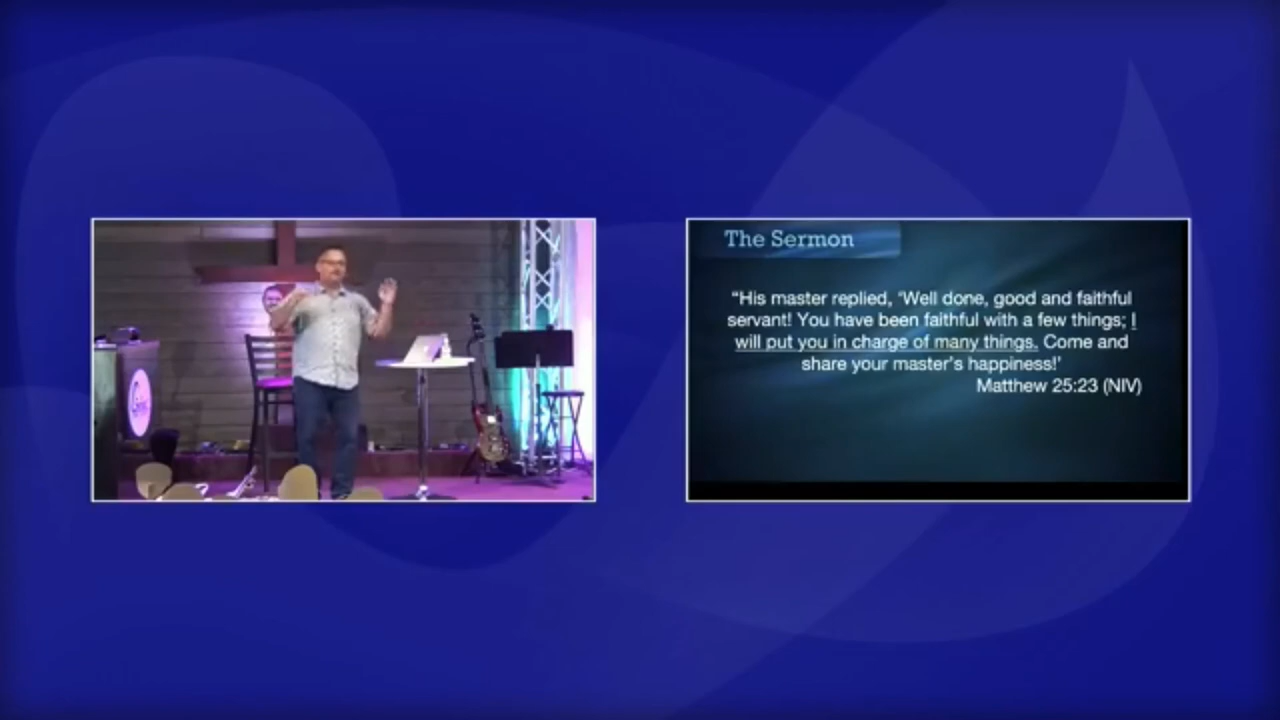 The Sermon
“His master replied, ‘Well done, good and faithful
servant! You have been faithful with a few things; I
will put you in charge of many things. Come and
share your master’s happiness!’
Matthew 25:23 (NIV)